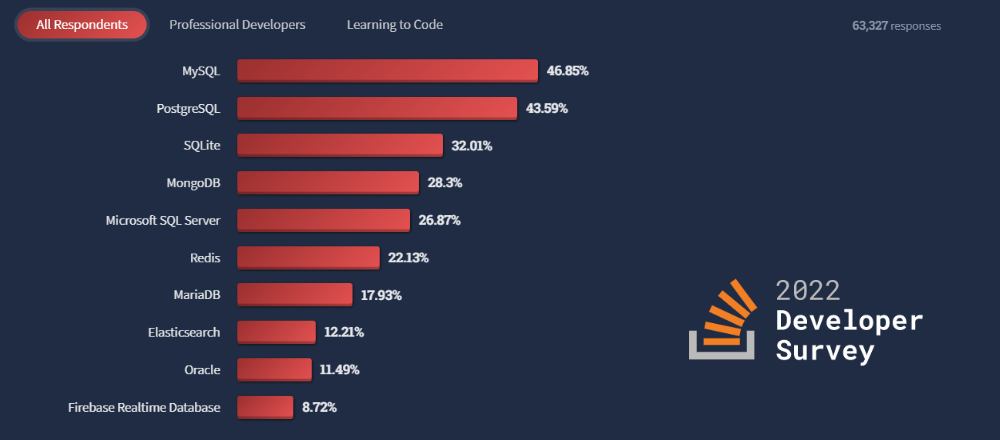 All Respondents Professional Developers Learning to Code 63,327 responses
MySQL 46.85%
PostgreSQL 43.59%
SQLite 32.01%
MongoDB 28.3%
Microsoft SQL Server 26.87%
Redis 22.13%
MariaDB 17.93%
Elasticsearch 12.21%
Oracle 11.49%
Firebase Realtime Database 8.72%
2022
Developer
Survey